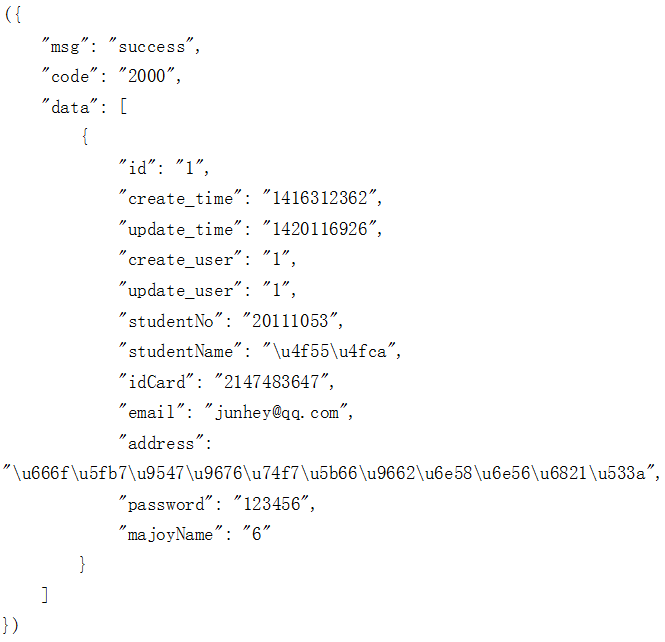 ({
"msg": "success",
"code": "2000",
"data": [
{
"id": "1",
"create_time": "1416312362",
"update_time": "1420116926",
"create_user": "1",
"update_user": "1",
"studentNo": "20111053",
"studentName": "\u4f55\u4fca",
"idCard": "2147483647",
"email": "junhey@qq.com",
"address":
"\u666f\u5fb7\u9547\u9676\u74f7\u5b66\u9662\u6e58\u6e56\u6821\u533a",
"password": "123456",
"majoyName": "6"
}
]
})